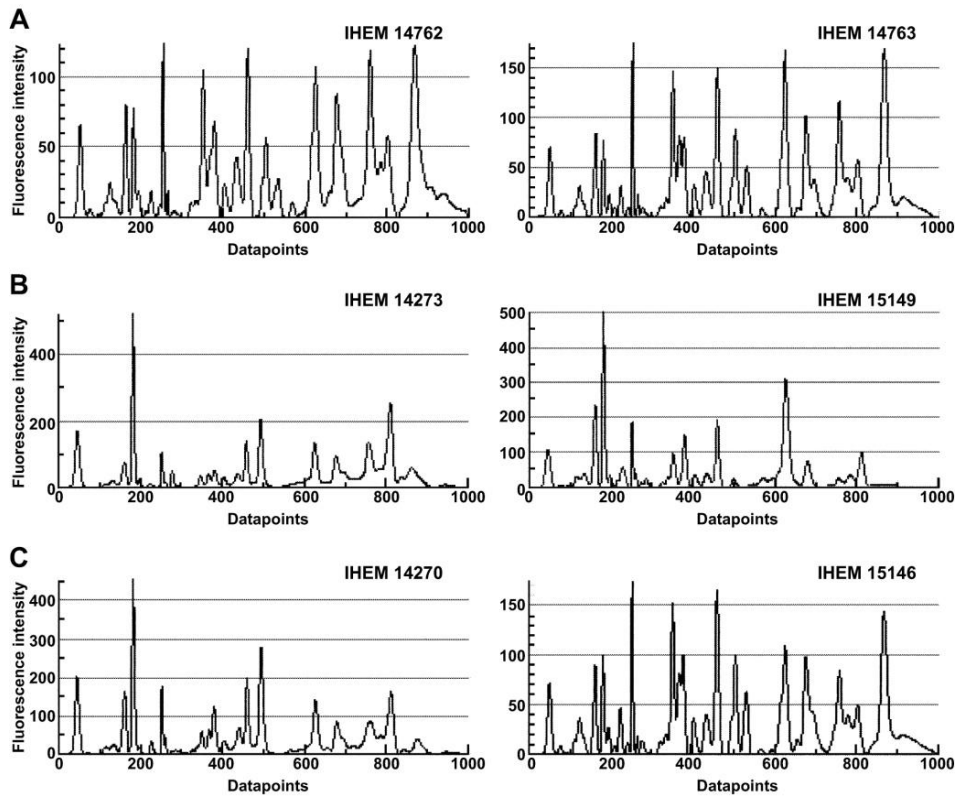 A
IHEM 14762
Fluorescence intensity
100
50
0
0 200 400 600 800 1000
Datapoints
IHEM 14763
150
100
50
0
0 200 400 600 800 1000
Datapoints
B
IHEM 14273
Fluorescence intensity
400
200
0
0 200 400 600 800 1000
Datapoints
IHEM 15149
500
400
300
200
100
0
0 200 400 600 800 1000
Datapoints
C
IHEM 14270
Fluorescence intensity
400
300
200
100
0
0 200 400 600 800 1000
Datapoints
IHEM 15146
150
100
50
0
0 200 400 600 800 1000
Datapoints